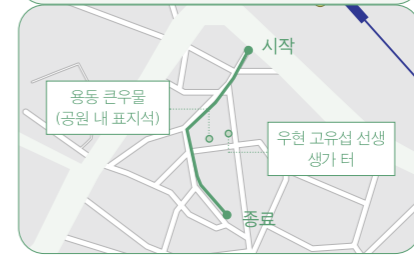 시작
용동 큰우물
(공원 내 표지석)
우현 고유섭 선생
생가 터
종료